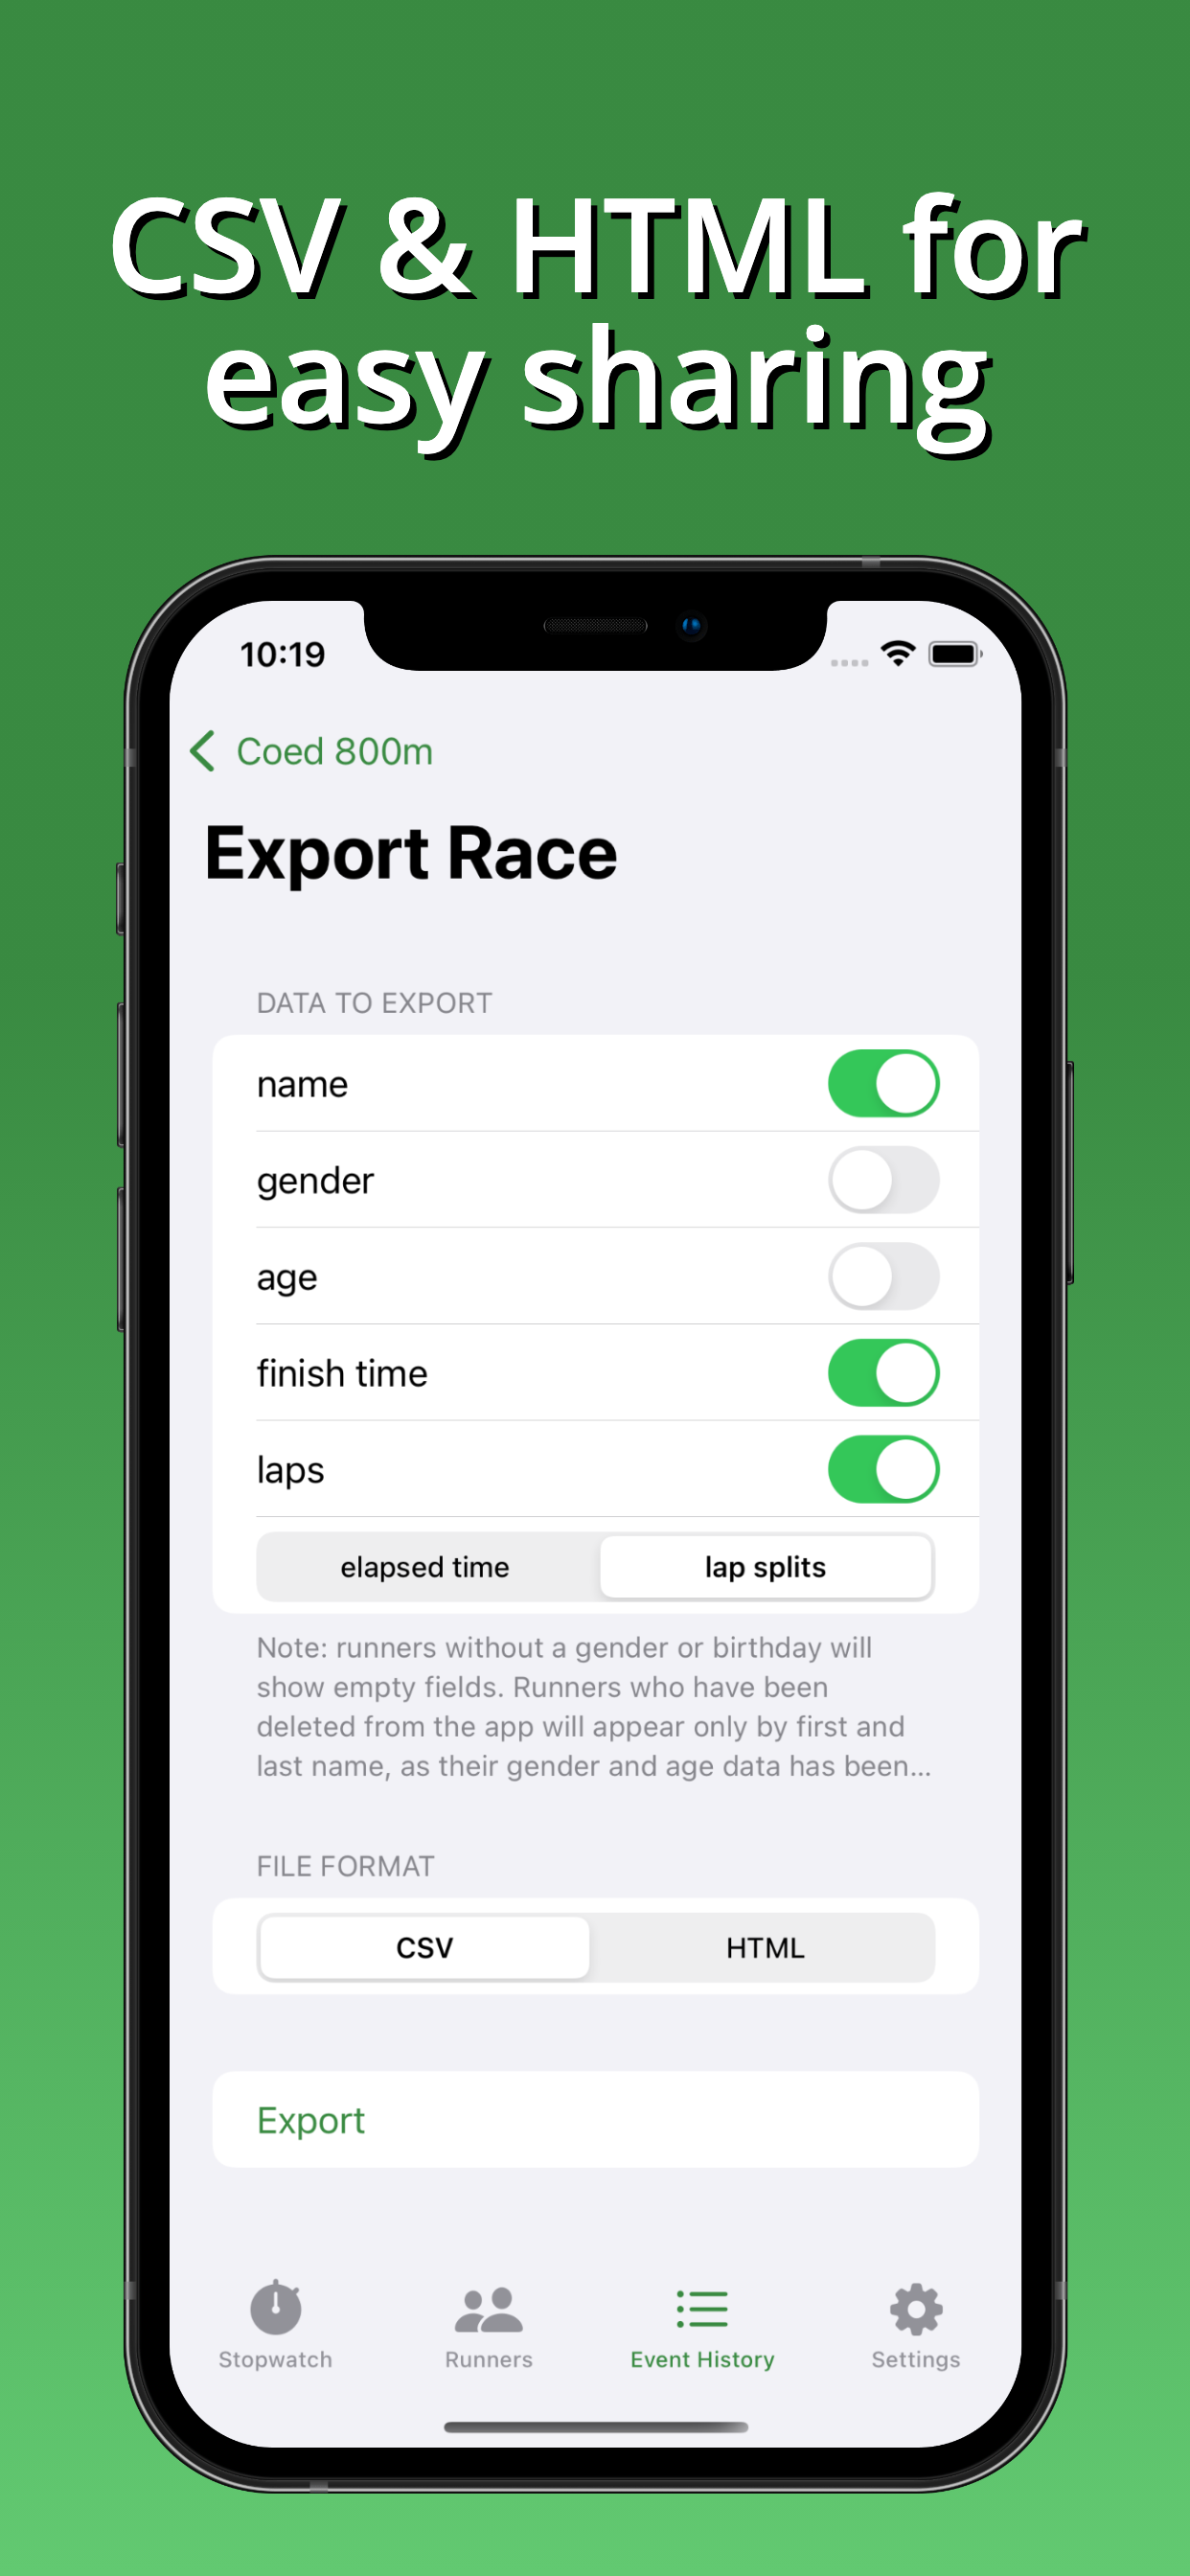 CSV & HTML for
easy sharing
10:19
Coed 800m
Export Race
DATA TO EXPORT
name
gender
age
finish time
laps
elapsed time
lap splits
Note: runners without a gender or birthday will
show empty fields. Runners who have been
deleted from the app will appear only by first and
last name, as their gender and age data has been...
FILE FORMAT
CSV
HTML
Export
Stopwatch
Runners
Event History
Settings